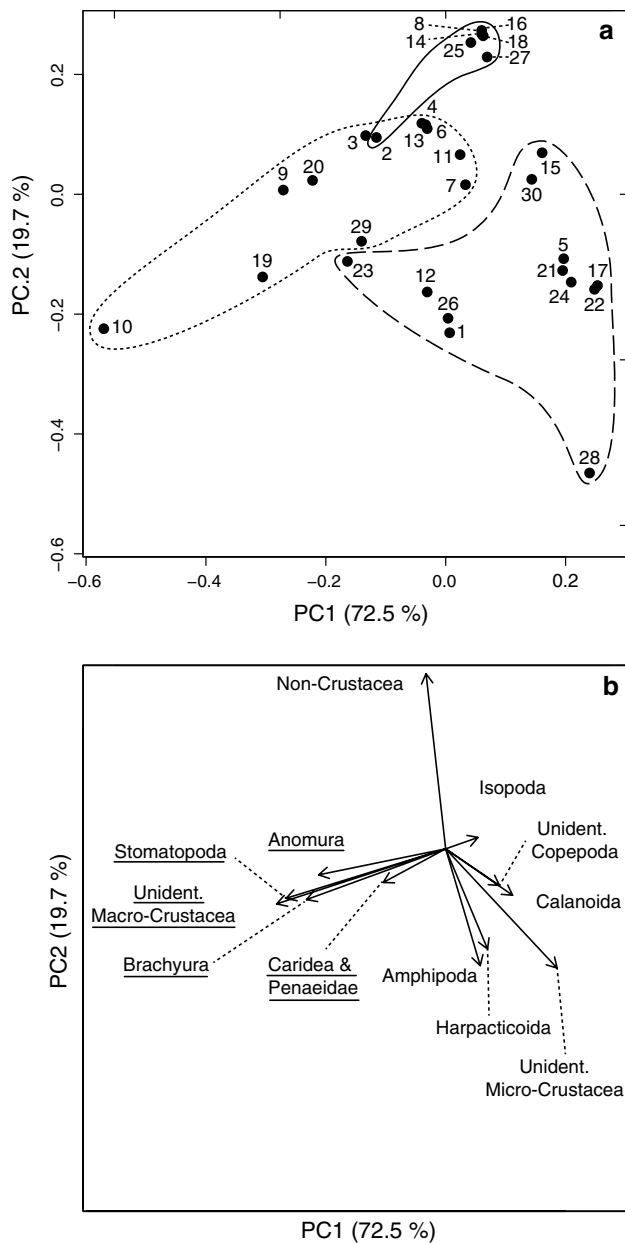 a
8
16
14
18
25
27
4
3
2
13
6
11
7
9
20
15
30
29
23
19
5
12
21
17
26
24
22
10
1
28
0.2
0.0
−0.2
−0.4
−0.6
PC.2 (19.7 %)
−0.6
−0.4
−0.2
0.0
0.2
PC1 (72.5 %)
b
Non-Crustacea
Isopoda
Anomura
Unident.
Copepoda
Stomatopoda
Unident.
Macro-Crustacea
Calanoida
Brachyura
Caridea &
Penaeidae
Amphipoda
Harpacticoida
Unident.
Micro-Crustacea
PC2 (19.7 %)
PC1 (72.5 %)